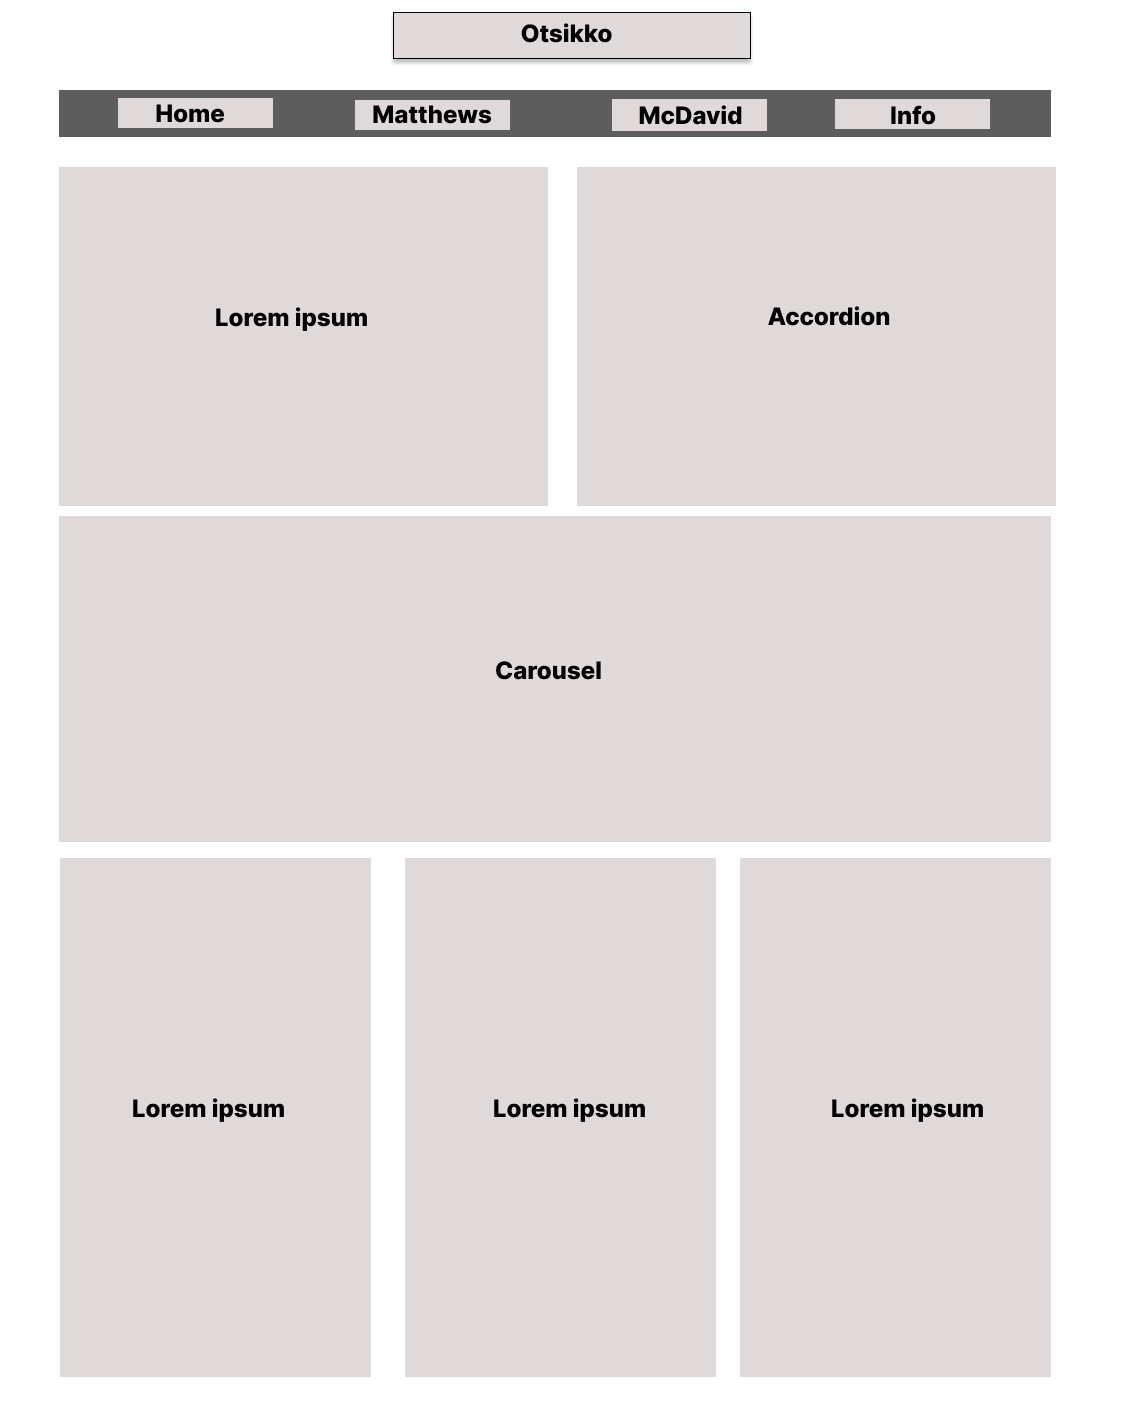 Otsikko
Home
Matthews
McDavid
Info
Lorem ipsum
Accordion
Carousel
Lorem ipsum
Lorem ipsum
Lorem ipsum